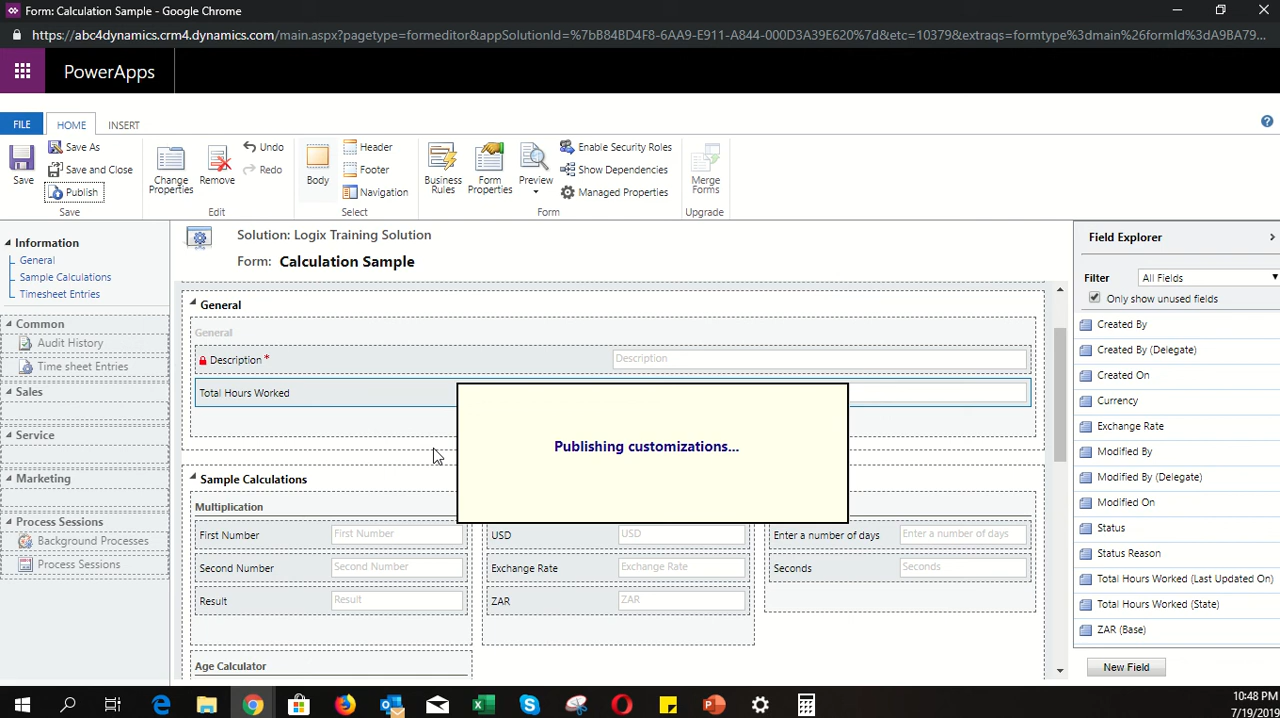 Form: Calculation Sample - Google Chrome
https://abc4dynamics.crm4.dynamics.com/main.aspx?pagetype=formeditor&appSolutionId=%7bB84BD4F8-6AA9-E911-A844-000D3A39E620%7d&etc=10379&extraqs=formtype%3dmain%26formId%3dA9BA79...
PowerApps
FILE HOME INSERT
Save
Save As
Save and Close
Publish
Save
Change Properties
Remove
Undo
Redo
Edit
Body
Header
Footer
Navigation
Select
Business Rules
Form Properties
Preview
Enable Security Roles
Show Dependencies
Managed Properties
Form
Merge Forms
Upgrade
Information
General
Sample Calculations
Timesheet Entries
Common
Audit History
Time sheet Entries
Sales
Service
Marketing
Process Sessions
Background Processes
Process Sessions
Solution: Logix Training Solution
Form: Calculation Sample
General
General
Description * Description
Total Hours Worked
Publishing customizations...
Sample Calculations
Multiplication
First Number First Number
Second Number Second Number
Result Result
USD USD
Exchange Rate Exchange Rate
ZAR ZAR
Enter a number of days Enter a number of days
Seconds Seconds
Age Calculator
Field Explorer
Filter All Fields
Only show unused fields
Created By
Created By (Delegate)
Created On
Currency
Exchange Rate
Modified By
Modified By (Delegate)
Modified On
Status
Status Reason
Total Hours Worked (Last Updated On)
Total Hours Worked (State)
ZAR (Base)
New Field
10:48 PM
7/19/2019